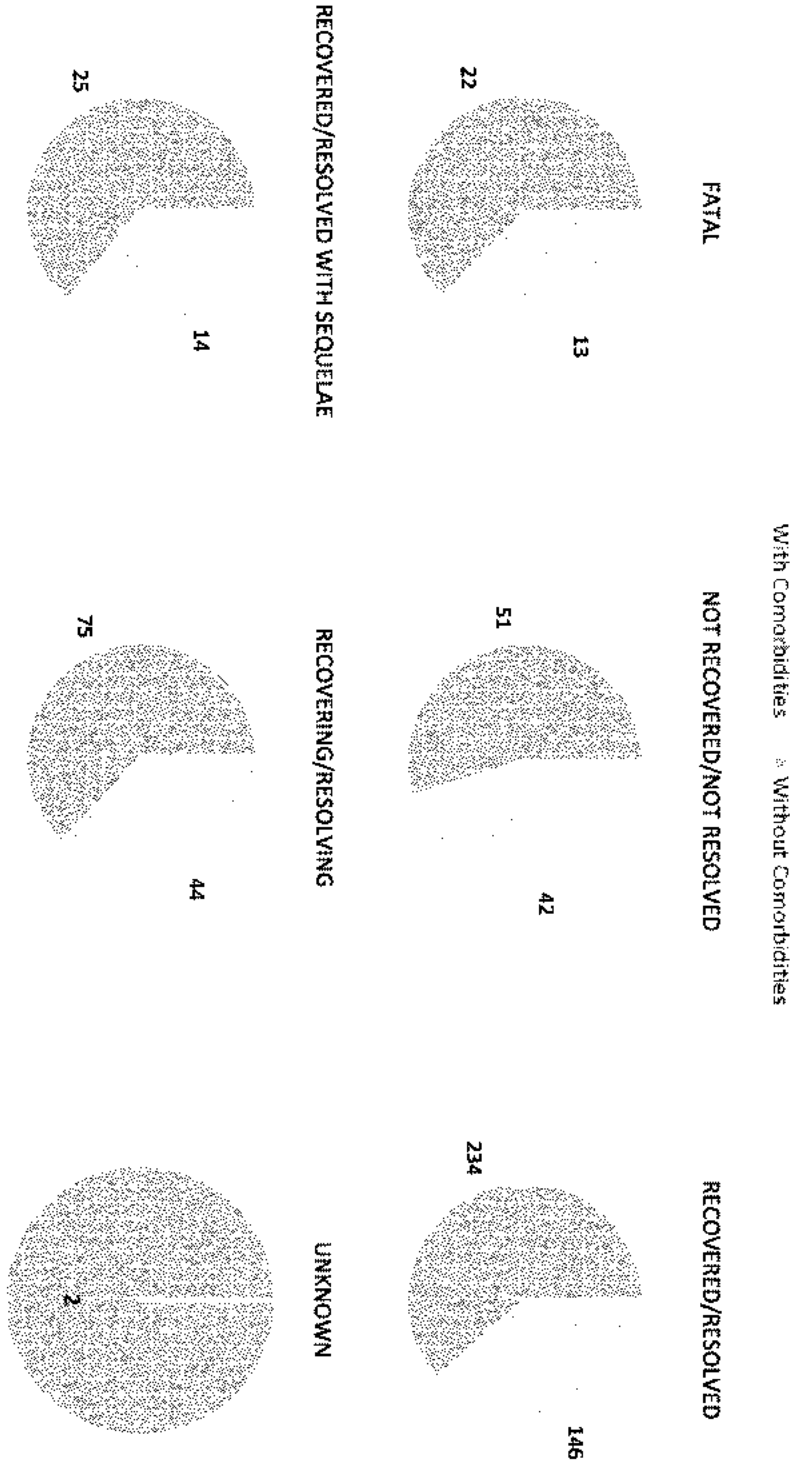 With Comorbidities Without Comorbidities
FATAL
22
13
NOT RECOVERED/NOT RESOLVED
51
42
RECOVERED/RESOLVED
234
146
RECOVERED/RESOLVED WITH SEQUELAE
25
14
RECOVERING/RESOLVING
75
44
UNKNOWN
2